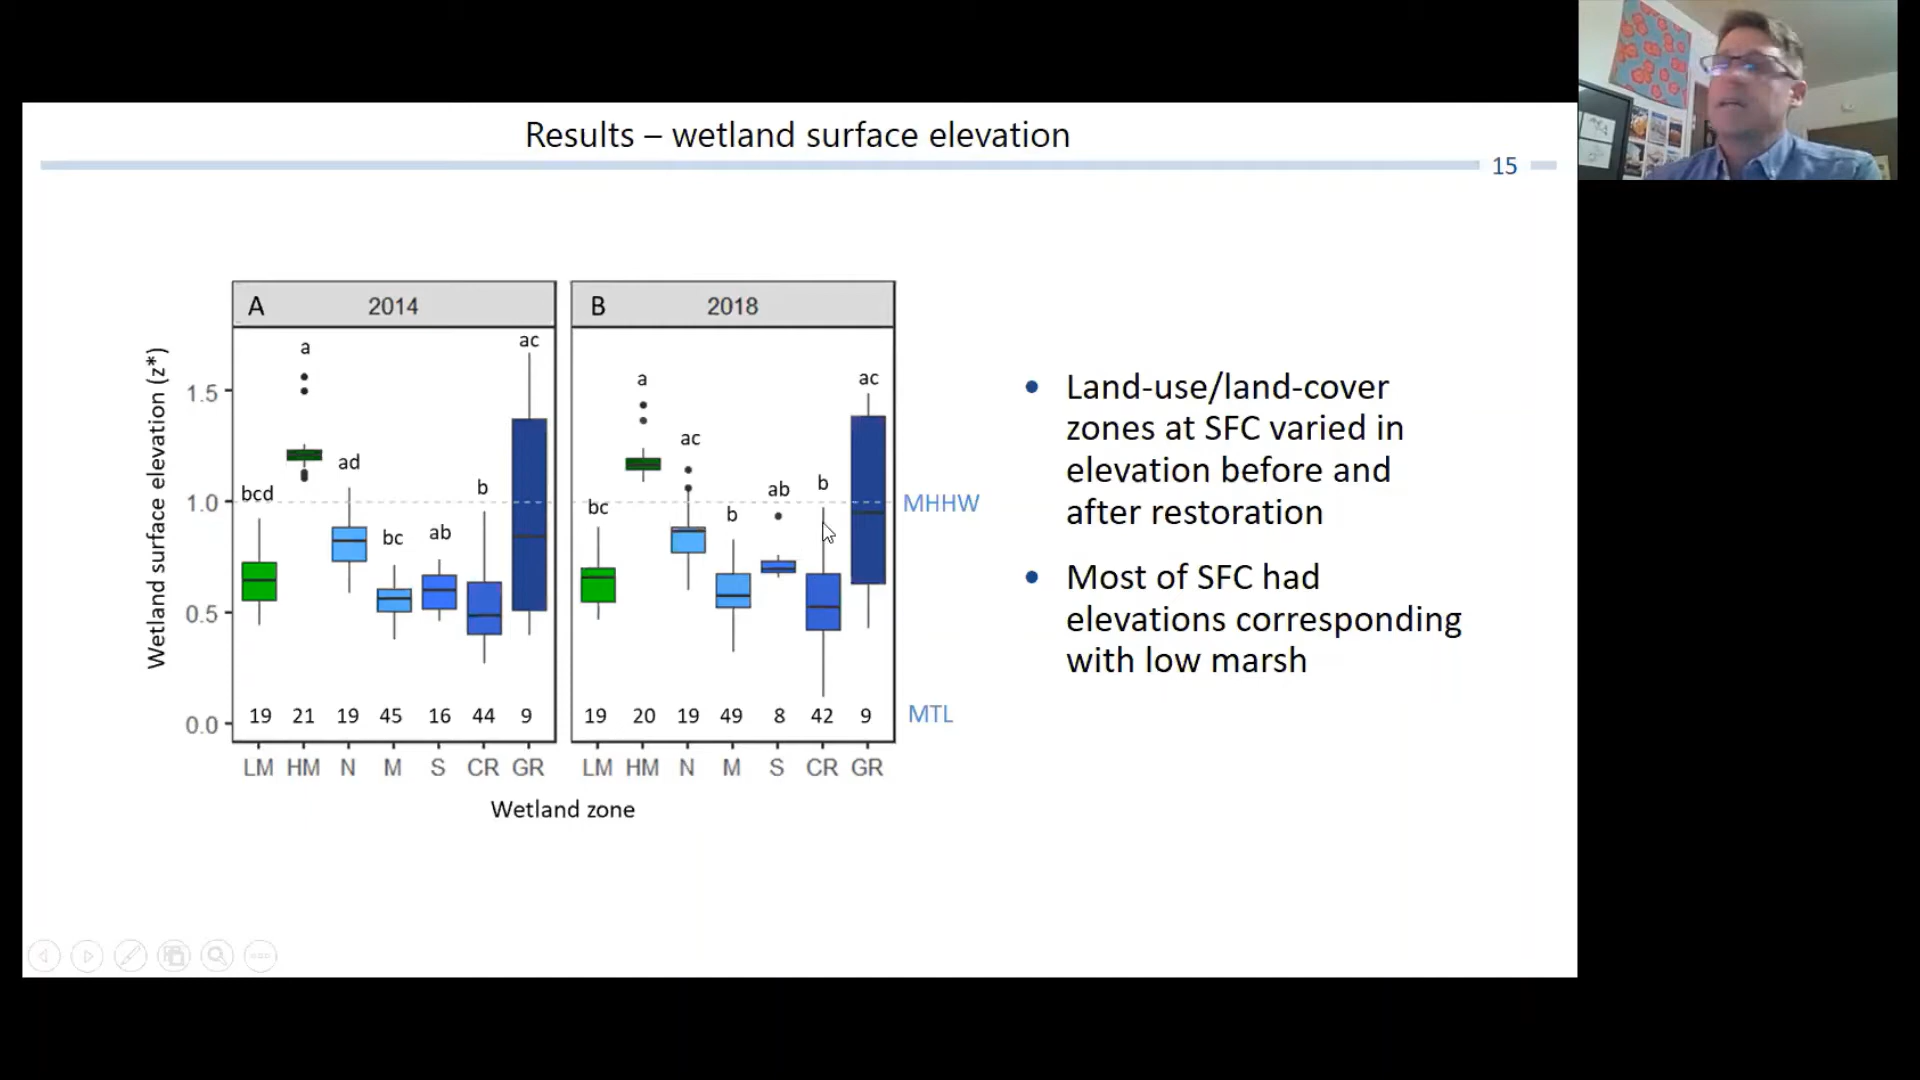 Results – wetland surface elevation
15
A 2014
B 2018
Wetland surface elevation (z*)
1.5
1.0
0.5
0.0
bcd a ad bc ab b ac
bc a ac b ab b ac
MHHW
19 21 19 45 16 44 9
19 20 19 49 8 42 9
MTL
LM HM N M S CR GR
LM HM N M S CR GR
Wetland zone
• Land-use/land-cover
zones at SFC varied in
elevation before and
after restoration
• Most of SFC had
elevations corresponding
with low marsh